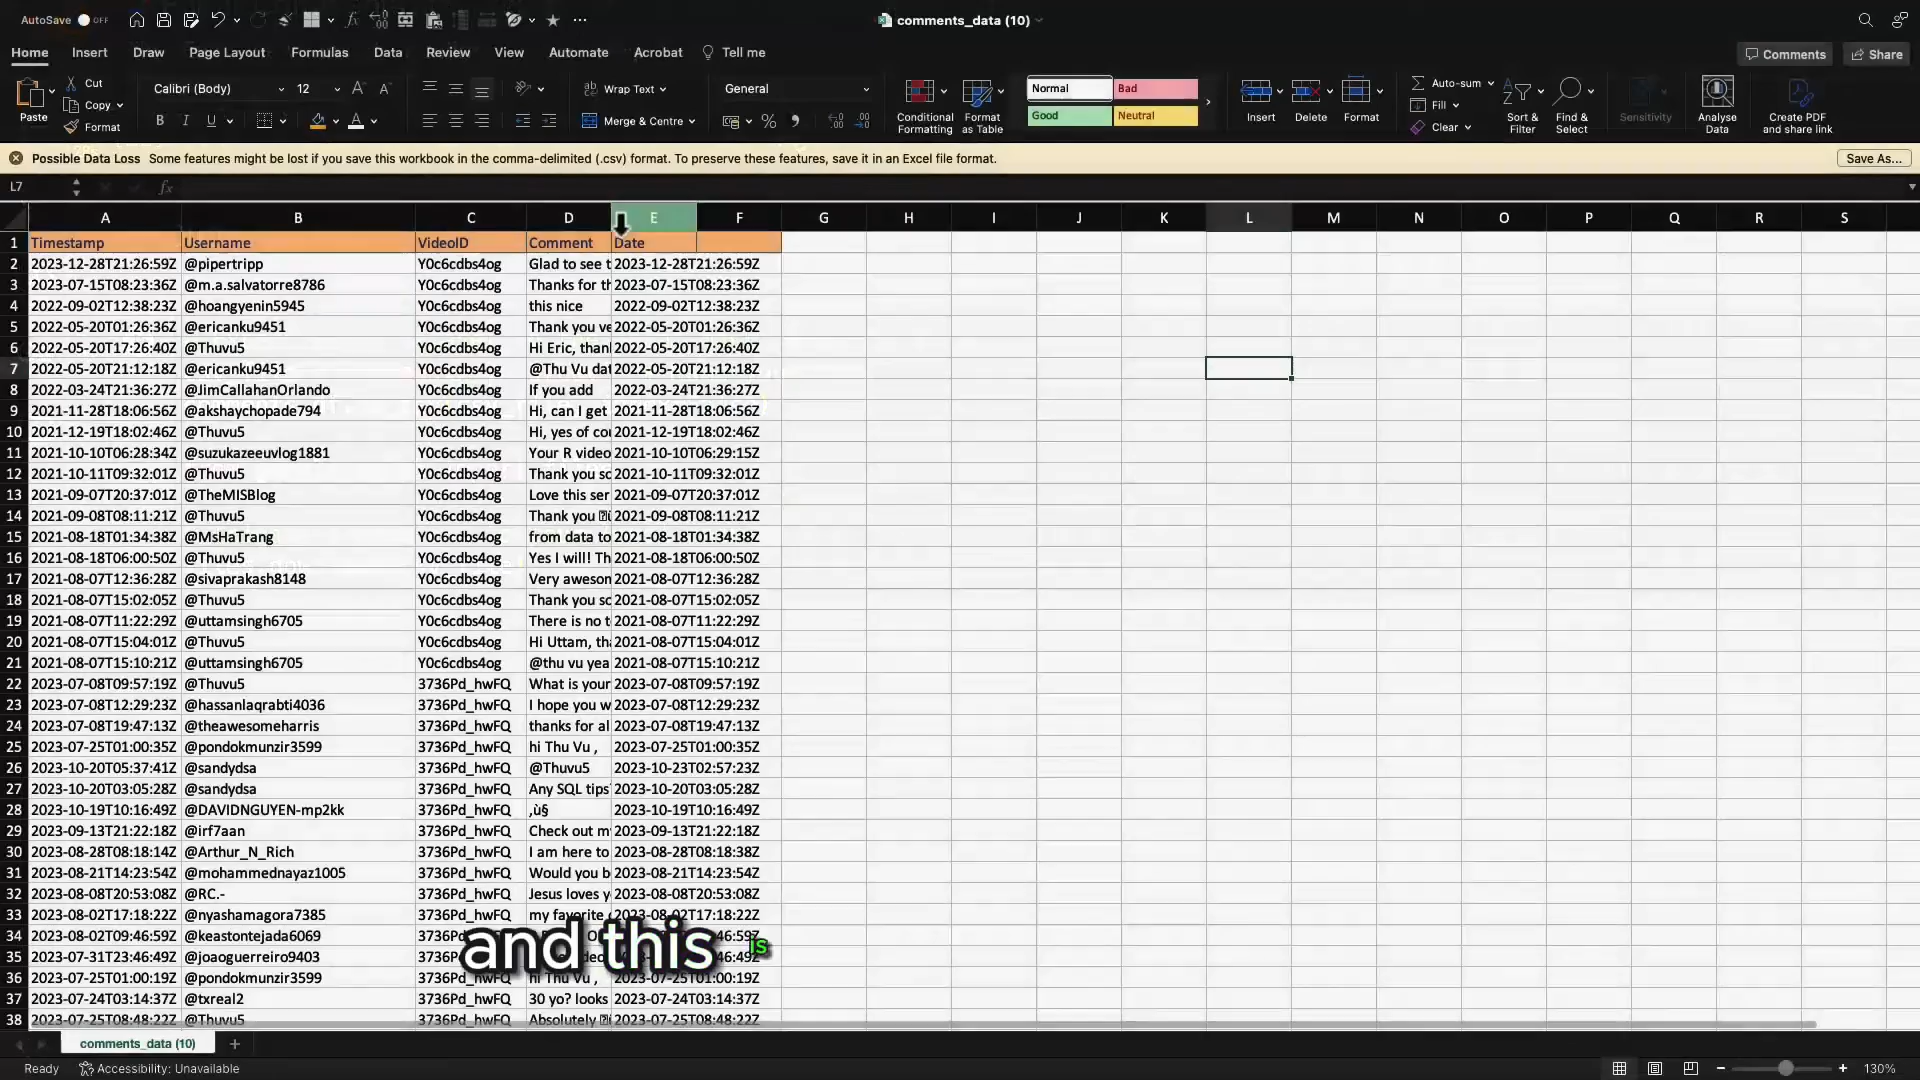 AutoSave OFF
comments_data (10)
Home Insert Draw Page Layout Formulas Data Review View Automate Acrobat Tell me
Comments Share
Paste
Cut
Copy
Format
Calibri (Body) 12
B I U
Wrap Text
Merge & Centre
General
Conditional Formatting
Format as Table
Normal Bad
Good Neutral
Insert Delete Format
Auto-sum
Fill
Clear
Sort & Filter
Find & Select
Sensitivity
Analyse Data
Create PDF and share link
Possible Data Loss Some features might be lost if you save this workbook in the comma-delimited (.csv) format. To preserve these features, save it in an Excel file format. Save As...
L7 fx
A B C D E F G H I J K L M N O P Q R S
1 Timestamp Username VideoID Comment Date
2 2023-12-28T21:26:59Z @pipertripp Y0c6cdbs4og Glad to see t 2023-12-28T21:26:59Z
3 2023-07-15T08:23:36Z @m.a.salvatorre8786 Y0c6cdbs4og Thanks for th 2023-07-15T08:23:36Z
4 2022-09-02T12:38:23Z @hoangyenin5945 Y0c6cdbs4og this nice 2022-09-02T12:38:23Z
5 2022-05-20T01:26:36Z @ericanku9451 Y0c6cdbs4og Thank you ve 2022-05-20T01:26:36Z
6 2022-05-20T17:26:40Z @Thuvu5 Y0c6cdbs4og Hi Eric, than 2022-05-20T17:26:40Z
7 2022-05-20T21:12:18Z @ericanku9451 Y0c6cdbs4og @Thu Vu dat 2022-05-20T21:12:18Z
8 2022-03-24T21:36:27Z @JimCallahanOrlando Y0c6cdbs4og If you add 2022-03-24T21:36:27Z
9 2021-11-28T18:06:56Z @akshaychopade794 Y0c6cdbs4og Hi, can I get 2021-11-28T18:06:56Z
10 2021-12-19T18:02:46Z @Thuvu5 Y0c6cdbs4og Hi, yes of cou 2021-12-19T18:02:46Z
11 2021-10-10T06:28:34Z @suzukazeeuvlog1881 Y0c6cdbs4og Your R video 2021-10-10T06:29:15Z
12 2021-10-11T09:32:01Z @Thuvu5 Y0c6cdbs4og Thank you so 2021-10-11T09:32:01Z
13 2021-09-07T20:37:01Z @TheMISBlog Y0c6cdbs4og Love this ser 2021-09-07T20:37:01Z
14 2021-09-08T08:11:21Z @Thuvu5 Y0c6cdbs4og Thank you 2021-09-08T08:11:21Z
15 2021-08-18T01:34:38Z @MsHaTrang Y0c6cdbs4og from data to 2021-08-18T01:34:38Z
16 2021-08-18T06:00:50Z @Thuvu5 Y0c6cdbs4og Yes I will! Th 2021-08-18T06:00:50Z
17 2021-08-07T12:36:28Z @sivaprakash8148 Y0c6cdbs4og Very awesom 2021-08-07T12:36:28Z
18 2021-08-07T15:02:05Z @Thuvu5 Y0c6cdbs4og Thank you so 2021-08-07T15:02:05Z
19 2021-08-07T11:22:29Z @uttamsingh6705 Y0c6cdbs4og There is no t 2021-08-07T11:22:29Z
20 2021-08-07T15:04:01Z @Thuvu5 Y0c6cdbs4og Hi Uttam, tha 2021-08-07T15:04:01Z
21 2021-08-07T15:10:21Z @uttamsingh6705 Y0c6cdbs4og @thu vu yea 2021-08-07T15:10:21Z
22 2023-07-08T09:57:19Z @Thuvu5 3736Pd_hwFQ What is your 2023-07-08T09:57:19Z
23 2023-07-08T12:29:23Z @hassanlaqrabti4036 3736Pd_hwFQ I hope you w 2023-07-08T12:29:23Z
24 2023-07-08T19:47:13Z @theawesomeharris 3736Pd_hwFQ thanks for al 2023-07-08T19:47:13Z
25 2023-07-25T01:00:35Z @pondokmunzir3599 3736Pd_hwFQ hi Thu Vu , 2023-07-25T01:00:35Z
26 2023-10-20T05:37:41Z @sandydsa 3736Pd_hwFQ @Thuvu5 2023-10-23T02:57:23Z
27 2023-10-20T03:05:28Z @sandydsa 3736Pd_hwFQ Any SQL tips 2023-10-20T03:05:28Z
28 2023-10-19T10:16:49Z @DAVIDNGUYEN-mp2kk 3736Pd_hwFQ ,ù§ 2023-10-19T10:16:49Z
29 2023-09-13T21:22:18Z @irf7aan 3736Pd_hwFQ Check out my 2023-09-13T21:22:18Z
30 2023-08-28T08:18:14Z @Arthur_N_Rich 3736Pd_hwFQ I am here to 2023-08-28T08:18:38Z
31 2023-08-21T14:23:54Z @mohammednayaz1005 3736Pd_hwFQ Would you b 2023-08-21T14:23:54Z
32 2023-08-08T20:53:08Z @RC.- 3736Pd_hwFQ Jesus loves y 2023-08-08T20:53:08Z
33 2023-08-02T17:18:22Z @nyashamagora7385 3736Pd_hwFQ my favorite 2023-08-02T17:18:22Z
34 2023-08-02T09:46:59Z @keastontejada6069
35 2023-07-31T23:46:49Z @joaoguerreiro9403
and this is
36 2023-07-25T01:00:19Z @pondokmunzir3599 3736Pd_hwFQ hi Thu Vu , 2023-07-25T01:00:19Z
37 2023-07-24T03:14:37Z @txreal2 3736Pd_hwFQ 30 yo? looks 2023-07-24T03:14:37Z
38 2023-07-25T08:48:22Z @Thuvu5 3736Pd_hwFQ Absolutely 2023-07-25T08:48:22Z
comments_data (10)
Ready Accessibility: Unavailable 130%